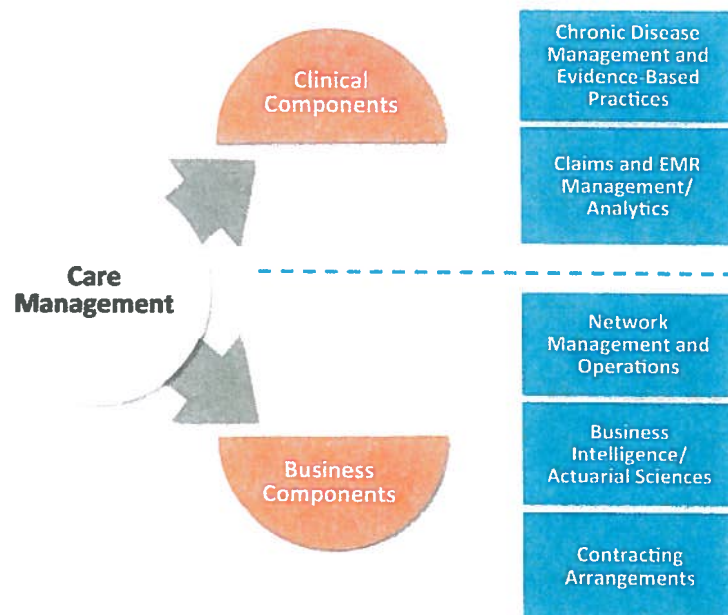 Clinical
Components
Chronic Disease
Management and
Evidence-Based
Practices
Claims and EMR
Management/
Analytics
Care
Management
Network
Management and
Operations
Business
Components
Business
Intelligence/
Actuarial Sciences
Contracting
Arrangements